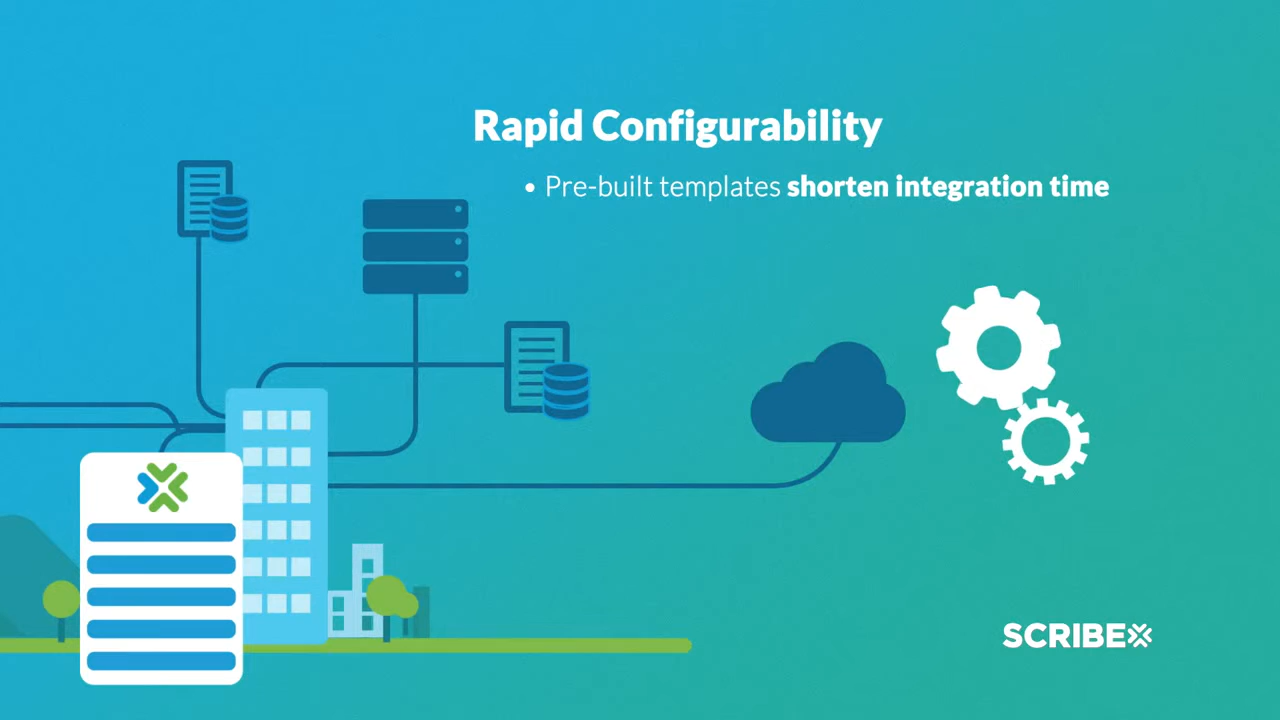 Rapid Configurability
• Pre-built templates shorten integration time
SCRIBE